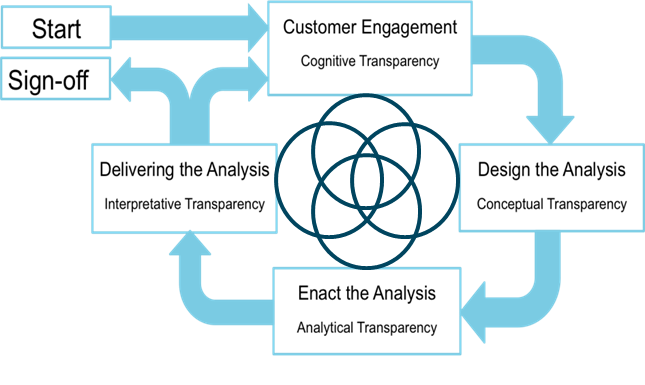 Start
Customer Engagement
Cognitive Transparency
Sign-off
Delivering the Analysis
Interpretative Transparency
Design the Analysis
Conceptual Transparency
Enact the Analysis
Analytical Transparency